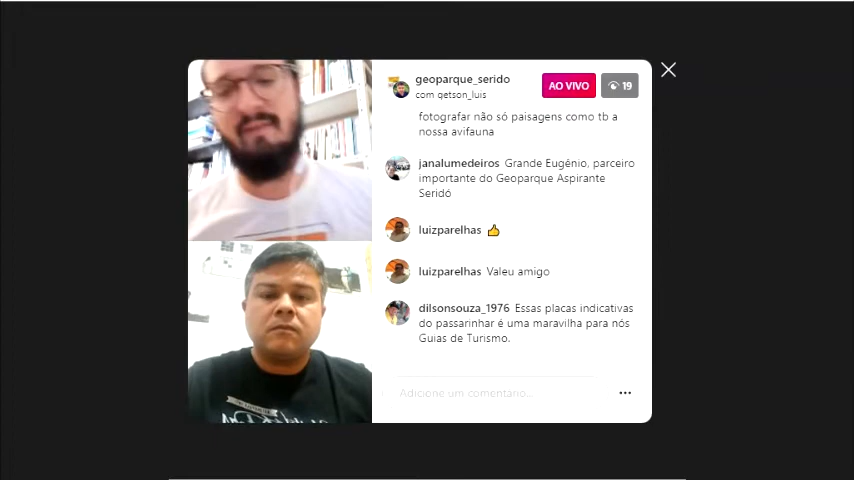 geoparque_serido
com getson_luis
AO VIVO
19
fotografar não só paisagens como tb a
nossa avifauna
janalumedeiros Grande Eugênio, parceiro
importante do Geoparque Aspirante
Seridó
luizparelhas 👍
luizparelhas Valeu amigo
dilsonsouza_1976 Essas placas indicativas
do passarinhar é uma maravilha para nós
Guias de Turismo.
Adicione um comentário...